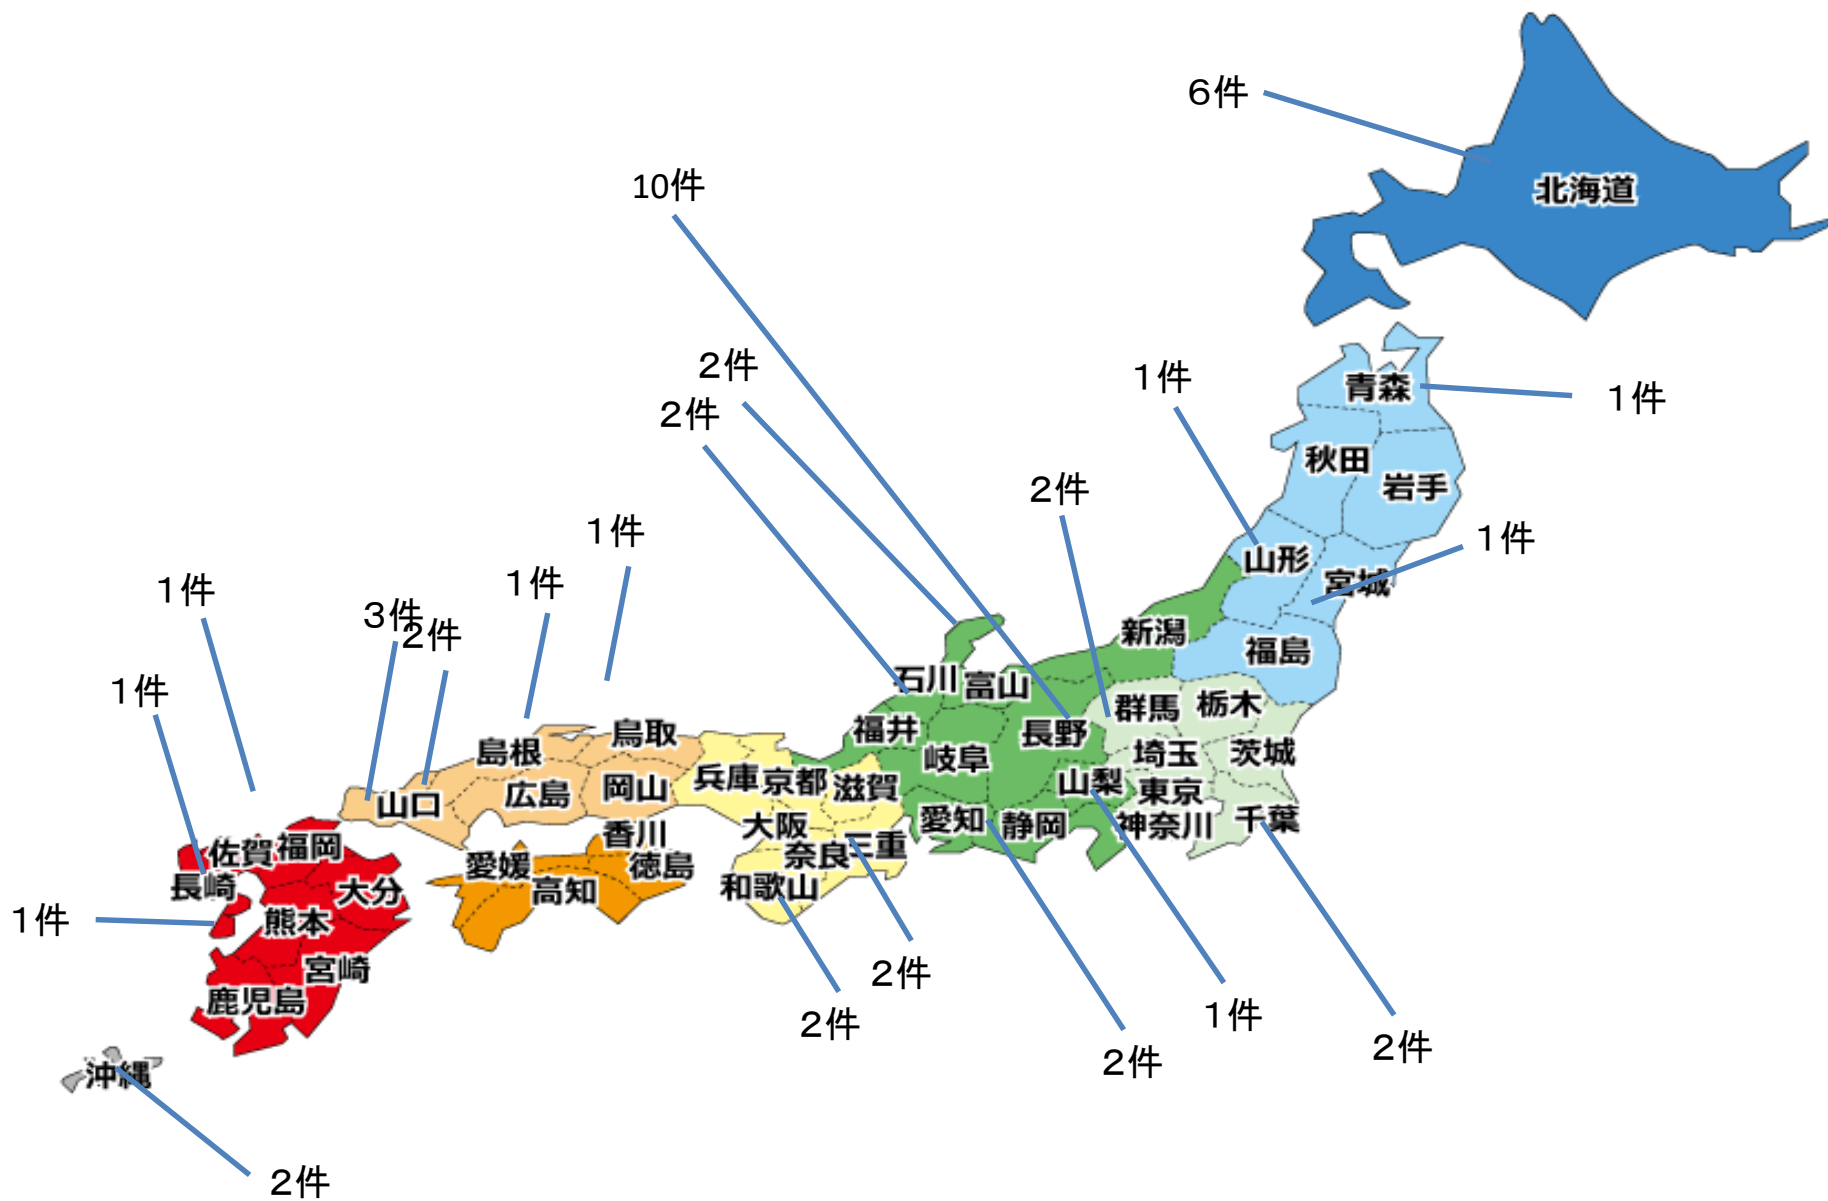 6件
北海道
10件
2件
2件
1件
青森
1件
秋田
岩手
2件
1件
1件
山形
宮城
1件
1件
3件
2件
新潟
福島
1件
石川
富山
群馬
栃木
福井
長野
鳥取
島根
岐阜
埼玉
茨城
兵庫
京都
滋賀
山梨
東京
岡山
広島
山口
愛知
静岡
神奈川
千葉
大阪
香川
奈良
三重
佐賀
福岡
愛媛
徳島
長崎
大分
高知
和歌山
1件
熊本
宮崎
2件
鹿児島
2件
1件
2件
2件
沖縄
2件